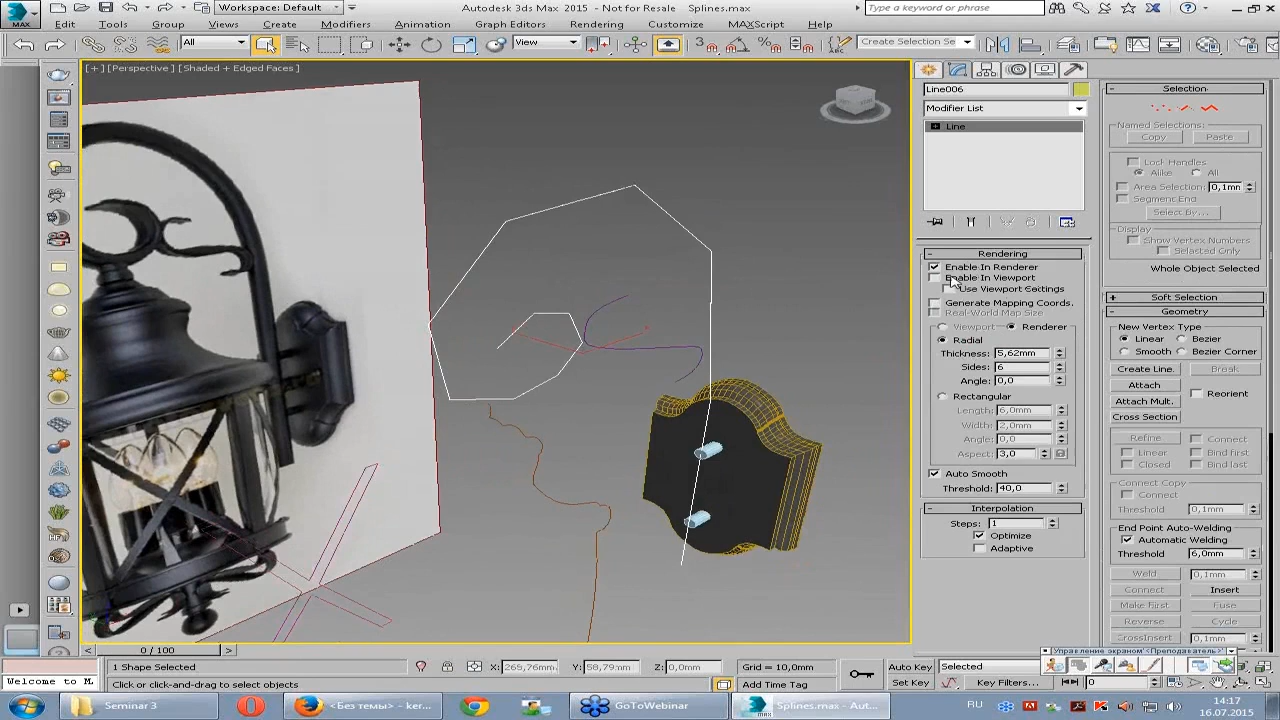 Workspace: Default
Autodesk 3ds Max 2015 - Not for Resale Splines.max
Type a keyword or phrase
MAX
Edit Tools Group Views Create Modifiers Animation Graph Editors Rendering Customize MAXScript Help
All
View
Create Selection Se
[+] [Perspective] [Shaded + Edged Faces]
Line006
Modifier List
Line
Rendering
Enable In Renderer
Enable In Viewport
Use Viewport Settings
Generate Mapping Coords.
Real-World Map Size
Viewport Renderer
Radial
Thickness: 5,62mm
Sides: 6
Angle: 0,0
Rectangular
Length: 6,0mm
Width: 2,0mm
Angle: 0,0
Aspect: 3,0
Auto Smooth
Threshold: 40,0
Interpolation
Steps: 1
Optimize
Adaptive
Selection
Named Selections:
Copy Paste
Lock Handles
Alike All
Area Selection: 0,1mm
Segment End
Select By...
Display
Show Vertex Numbers
Selected Only
Whole Object Selected
Soft Selection
Geometry
New Vertex Type
Linear Bezier
Smooth Bezier Corner
Create Line Break
Attach Reorient
Attach Mult.
Cross Section
Refine Connect
Linear Bind first
Closed Bind last
Connect Copy
Connect
Threshold 0,1mm
End Point Auto-Welding
Automatic Welding
Threshold 6,0mm
Weld 0,1mm
Connect Insert
Make First Fuse
Reverse Cycle
CrossInsert 0,1mm
Управление экраном "Преподаватель"
0 / 100
1 Shape Selected
X: 269,76mm Y: 58,79mm Z: 0,0mm
Grid = 10,0mm
Auto Key Selected
Welcome to M
Click or click-and-drag to select objects
Add Time Tag
Set Key Key Filters...
0
Seminar 3
<Без темы> - ker...
GoToWebinar
Splines.max - Aut...
RU
14:17
16.07.2015